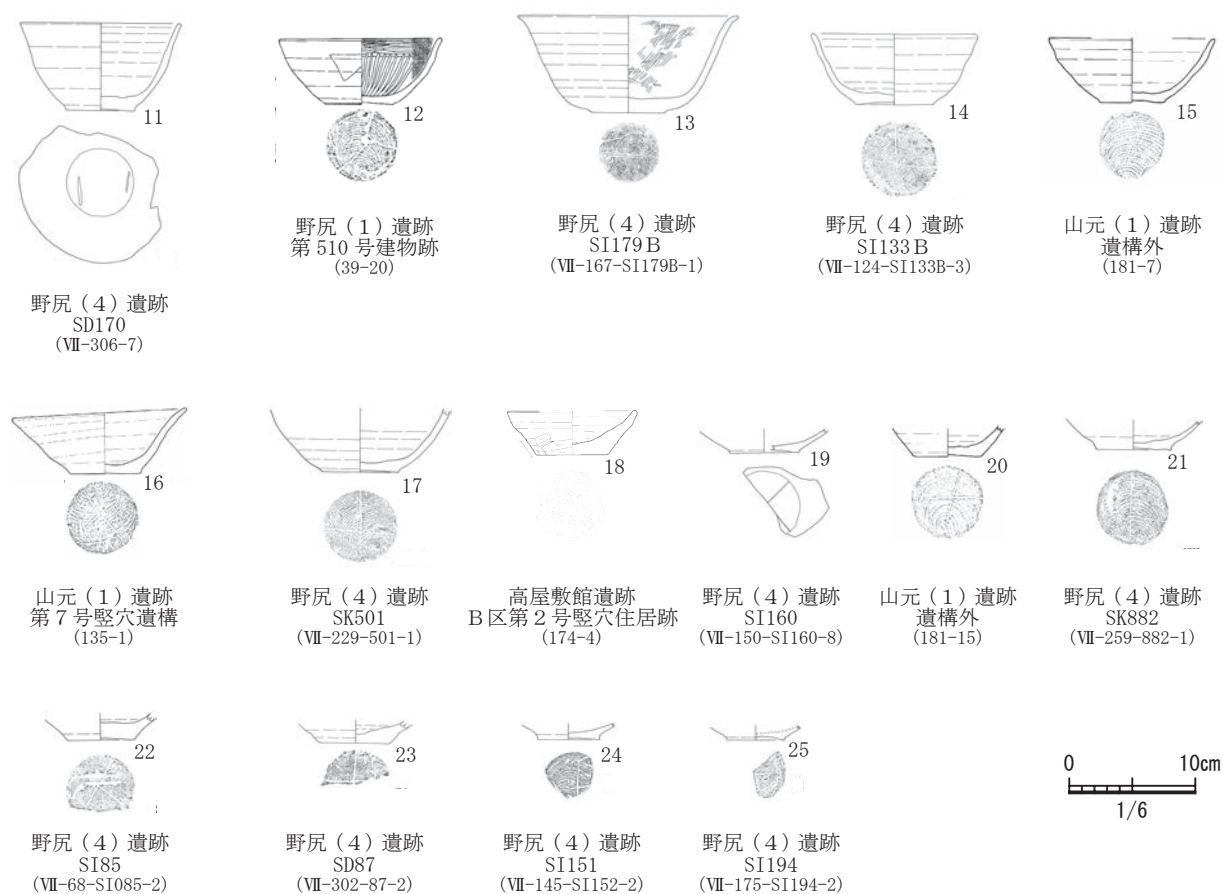 11
野尻（４）遺跡
SD170
(Ⅶ-306-7)
12
野尻（１）遺跡
第 510 号建物跡
(39-20)
13
野尻（４）遺跡
SI179Ｂ
(Ⅶ-167-SI179B-1)
14
野尻（４）遺跡
SI133Ｂ
(Ⅶ-124-SI133B-3)
15
山元（１）遺跡
遺構外
(181-7)
16
山元（１）遺跡
第７号竪穴遺構
(135-1)
17
野尻（４）遺跡
SK501
(Ⅶ-229-501-1)
18
高屋敷館遺跡
Ｂ区第２号竪穴住居跡
(174-4)
19
野尻（４）遺跡
SI160
(Ⅶ-150-SI160-8)
20
山元（１）遺跡
遺構外
(181-15)
21
野尻（４）遺跡
SK882
(Ⅶ-259-882-1)
22
野尻（４）遺跡
SI85
(Ⅶ-68-SI085-2)
23
野尻（４）遺跡
SD87
(Ⅶ-302-87-2)
24
野尻（４）遺跡
SI151
(Ⅶ-145-SI152-2)
25
野尻（４）遺跡
SI194
(Ⅶ-175-SI194-2)
0 10cm
1/6